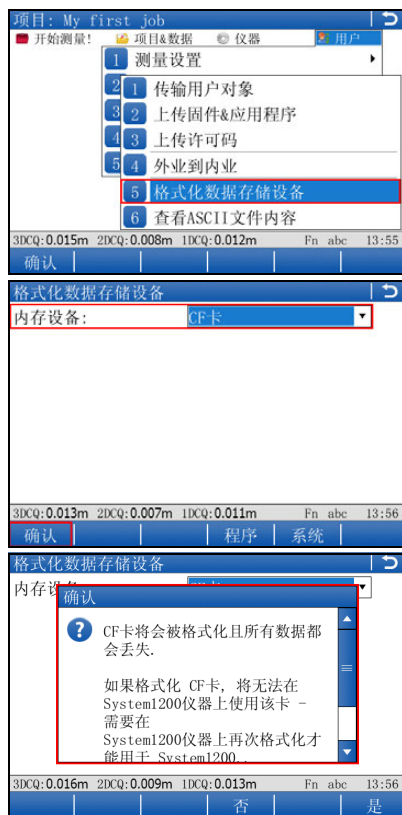 项目: My first job
开始测量! 项目&数据 仪器 用户
1 测量设置
2 1 传输用户对象
3 2 上传固件&应用程序
4 3 上传许可码
5 4 外业到内业
5 格式化数据存储设备
6 查看ASCII文件内容
3DCQ:0.015m 2DCQ:0.008m 1DCQ:0.012m Fn abc 13:55
确认
格式化数据存储设备
内存设备: CF卡
3DCQ:0.013m 2DCQ:0.007m 1DCQ:0.011m Fn abc 13:56
确认 程序 系统
格式化数据存储设备
内存设
确认
CF卡将会被格式化且所有数据都
会丢失.
如果格式化 CF卡, 将无法在
System1200仪器上使用该卡 -
需要在
System1200仪器上再次格式化才
能用于 System1200..
3DCQ:0.016m 2DCQ:0.009m 1DCQ:0.013m Fn abc 13:56
否 是